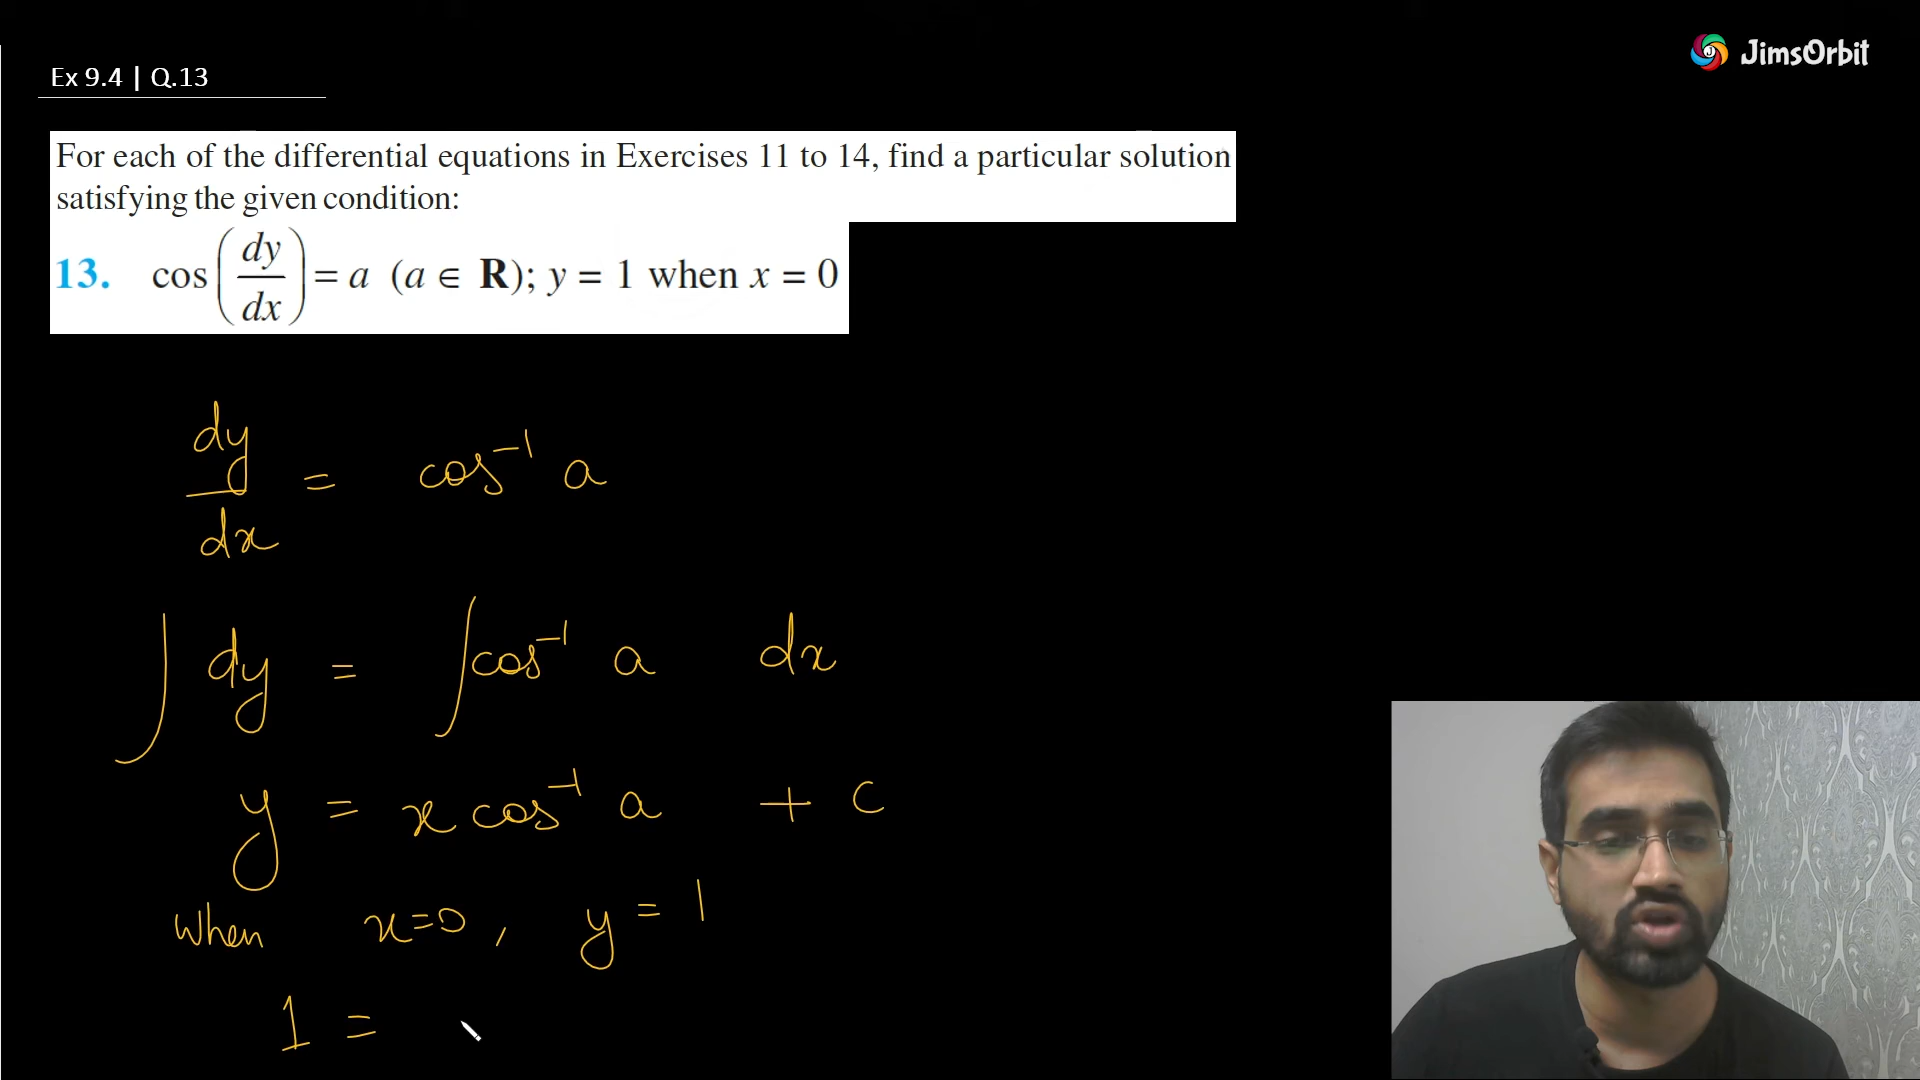 JimsOrbit
Ex 9.4 | Q.13
For each of the differential equations in Exercises 11 to 14, find a particular solution
satisfying the given condition:
13. cos(dy/dx) = a (a ∈ R); y = 1 when x = 0
dy/dx = cos⁻¹ a
∫ dy = ∫ cos⁻¹ a dx
y = x cos⁻¹ a + c
when x=0, y = 1
1 =